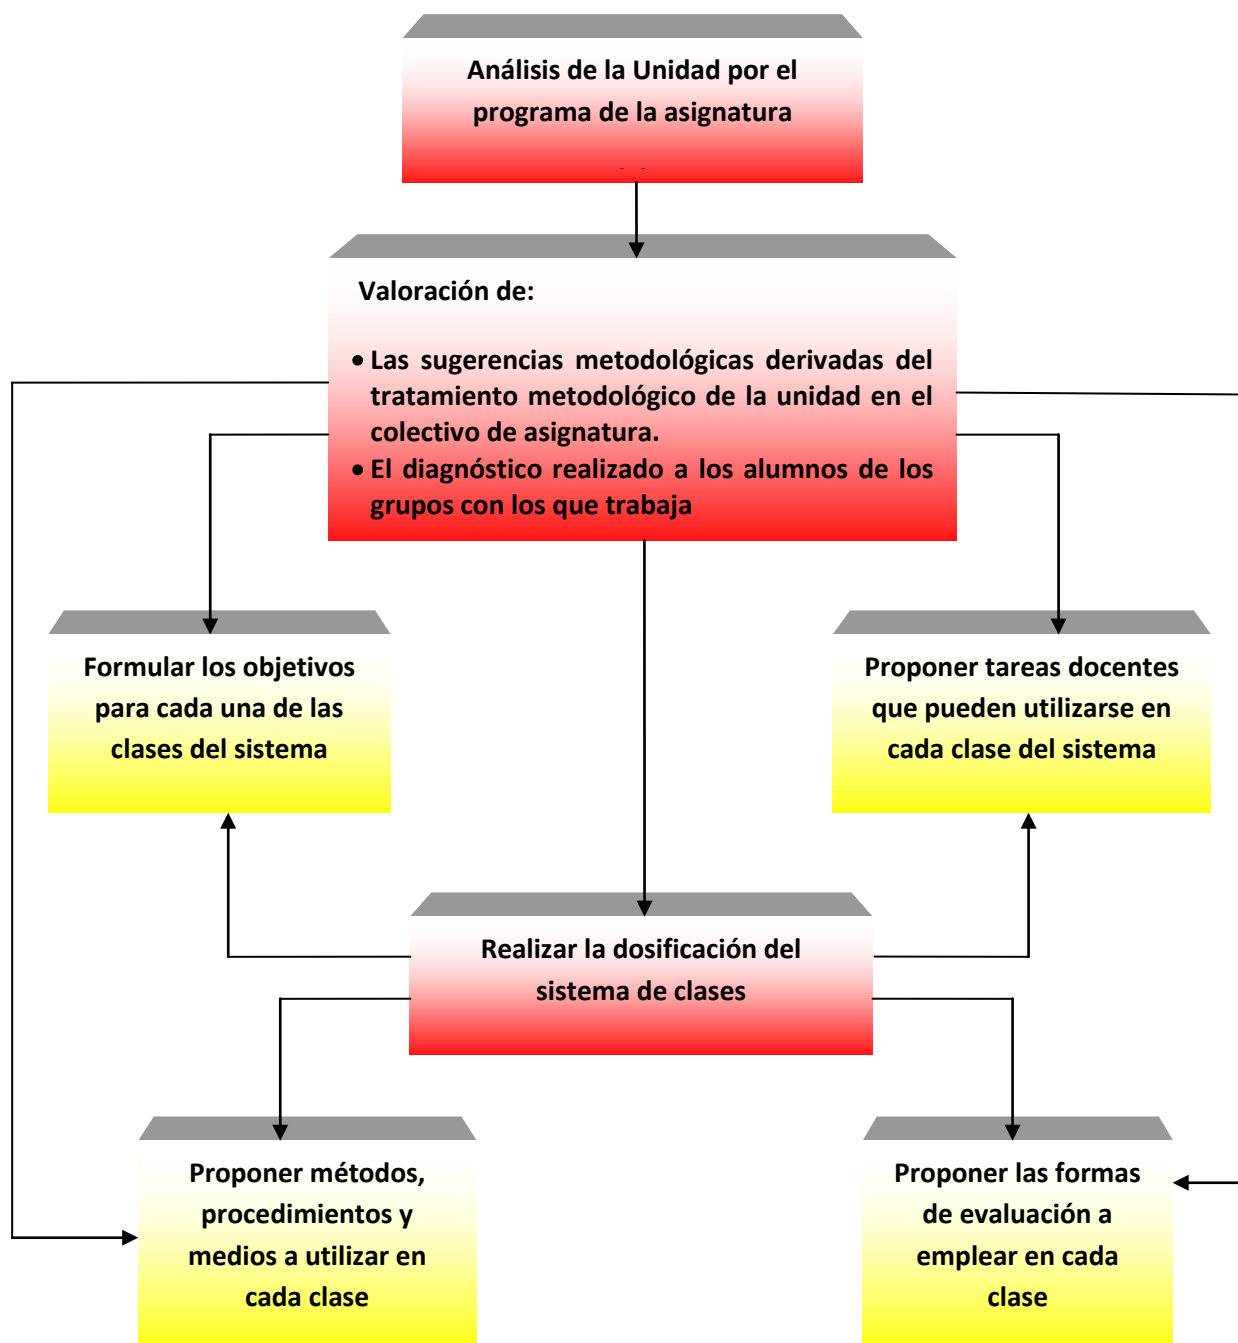 Análisis de la Unidad por el
programa de la asignatura
Valoración de:
• Las sugerencias metodológicas derivadas del
tratamiento metodológico de la unidad en el
colectivo de asignatura.
• El diagnóstico realizado a los alumnos de los
grupos con los que trabaja
Formular los objetivos
para cada una de las
clases del sistema
Proponer tareas docentes
que pueden utilizarse en
cada clase del sistema
Realizar la dosificación del
sistema de clases
Proponer métodos,
procedimientos y
medios a utilizar en
cada clase
Proponer las formas
de evaluación a
emplear en cada
clase